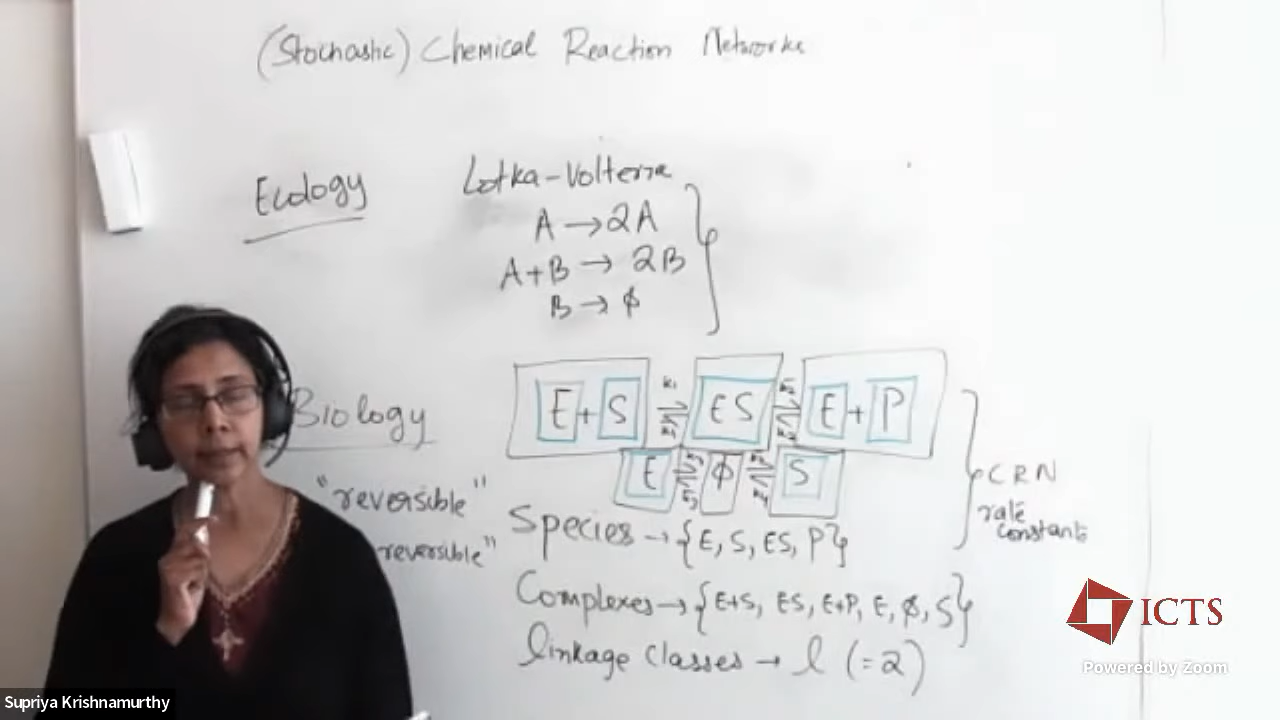 (Stochastic) Chemical Reaction Networks
Ecology
Lotka-Volterra
A → 2A
A+B → 2B
B → ϕ
Biology
E+S ⇌ ES ⇌ E+P
E ⇌ ϕ ⇌ S
CRN
rate
constants
"reversible"
reversible"
Species → {E, S, ES, P}
Complexes → {E+S, ES, E+P, E, ϕ, S}
linkage classes → l (=2)
ICTS
Powered by Zoom
Supriya Krishnamurthy